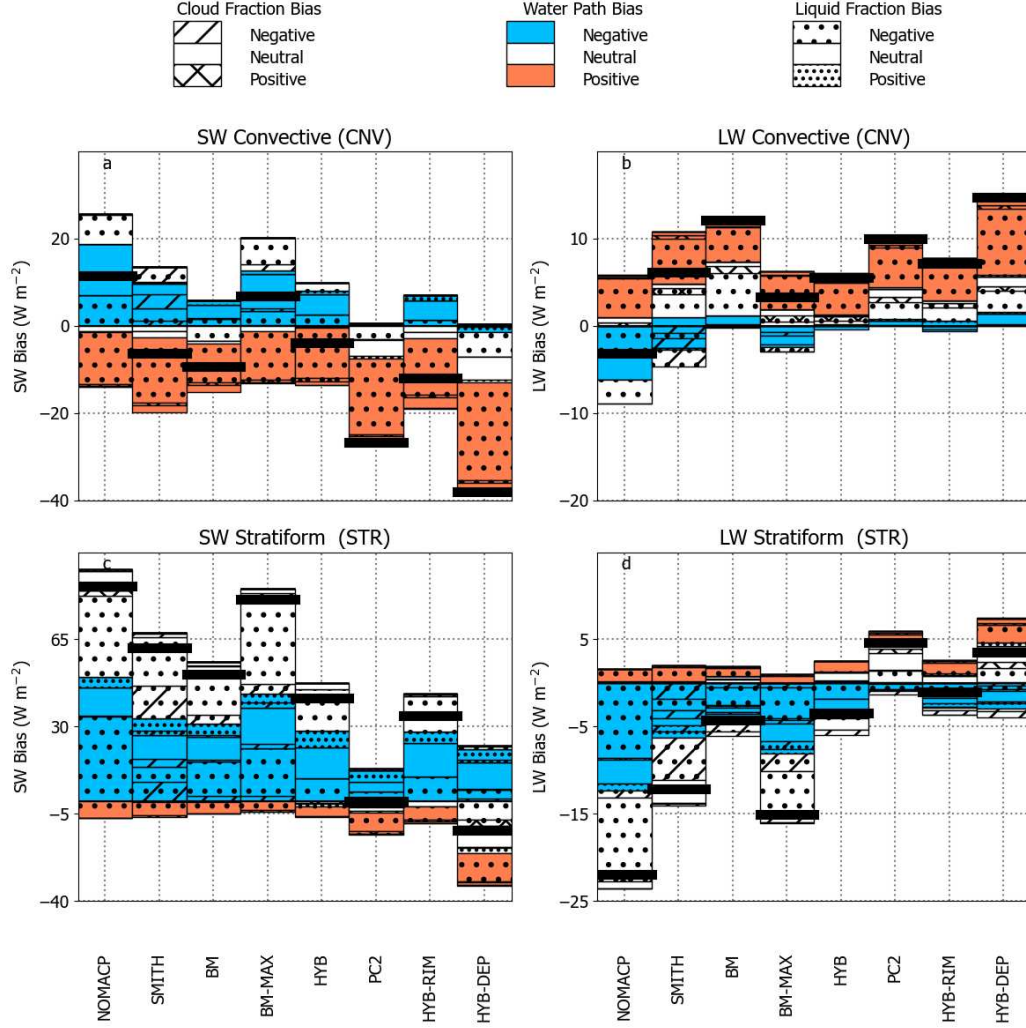 Cloud Fraction Bias Water Path Bias Liquid Fraction Bias
Negative Negative Negative
Neutral Neutral Neutral
Positive Positive Positive
SW Convective (CNV) LW Convective (CNV)
a b
SW Bias (W m−2) LW Bias (W m−2)
20 10
0 0
−20 −10
−40 −20
SW Stratiform (STR) LW Stratiform (STR)
c d
SW Bias (W m−2) LW Bias (W m−2)
65 5
30 −5
−5 −15
−40 −25
NOMACP SMITH BM BM-MAX HYB PC2 HYB-RIM HYB-DEP NOMACP SMITH BM BM-MAX HYB PC2 HYB-RIM HYB-DEP